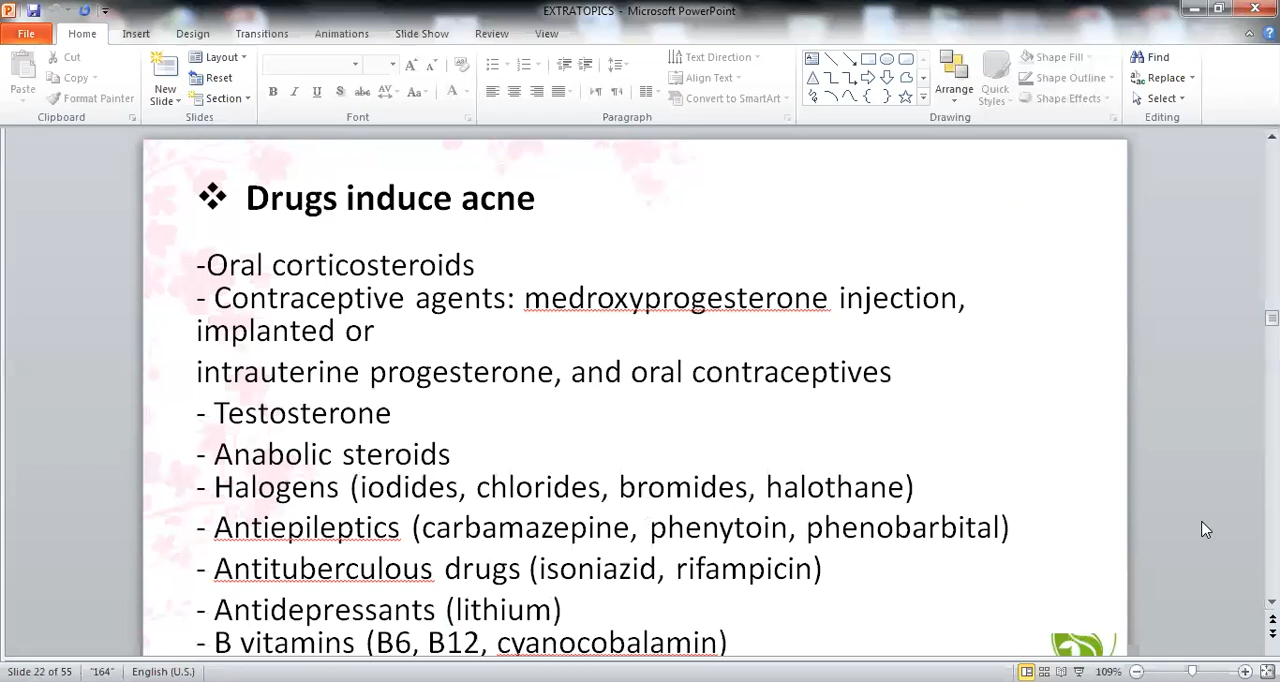 EXTRATOPICS - Microsoft PowerPoint
File Home Insert Design Transitions Animations Slide Show Review View
Cut Layout Text Direction Shape Fill Find
Copy Reset Align Text Shape Outline Replace
Paste Format Painter New Slide Section Convert to SmartArt Arrange Quick Styles Shape Effects Select
Clipboard Slides Font Paragraph Drawing Editing
❖ Drugs induce acne
-Oral corticosteroids
- Contraceptive agents: medroxyprogesterone injection,
implanted or
intrauterine progesterone, and oral contraceptives
- Testosterone
- Anabolic steroids
- Halogens (iodides, chlorides, bromides, halothane)
- Antiepileptics (carbamazepine, phenytoin, phenobarbital)
- Antituberculous drugs (isoniazid, rifampicin)
- Antidepressants (lithium)
- B vitamins (B6, B12, cyanocobalamin)
Slide 22 of 55 "164" English (U.S.) 109%